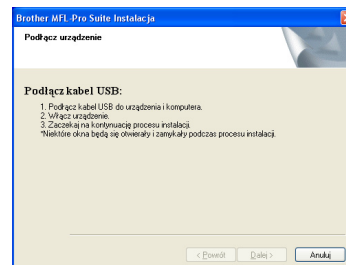 Brother MFL-Pro Suite Instalacja
Podłącz urządzenie
Podłącz kabel USB:
1. Podłącz kabel USB do urządzenia i komputera.
2. Włącz urządzenie.
3. Zaczekaj na kontynuację procesu instalacji.
*Niektóre okna będą się otwierały i zamykały podczas procesu instalacji.
< Powrót
Dalej >
Anuluj